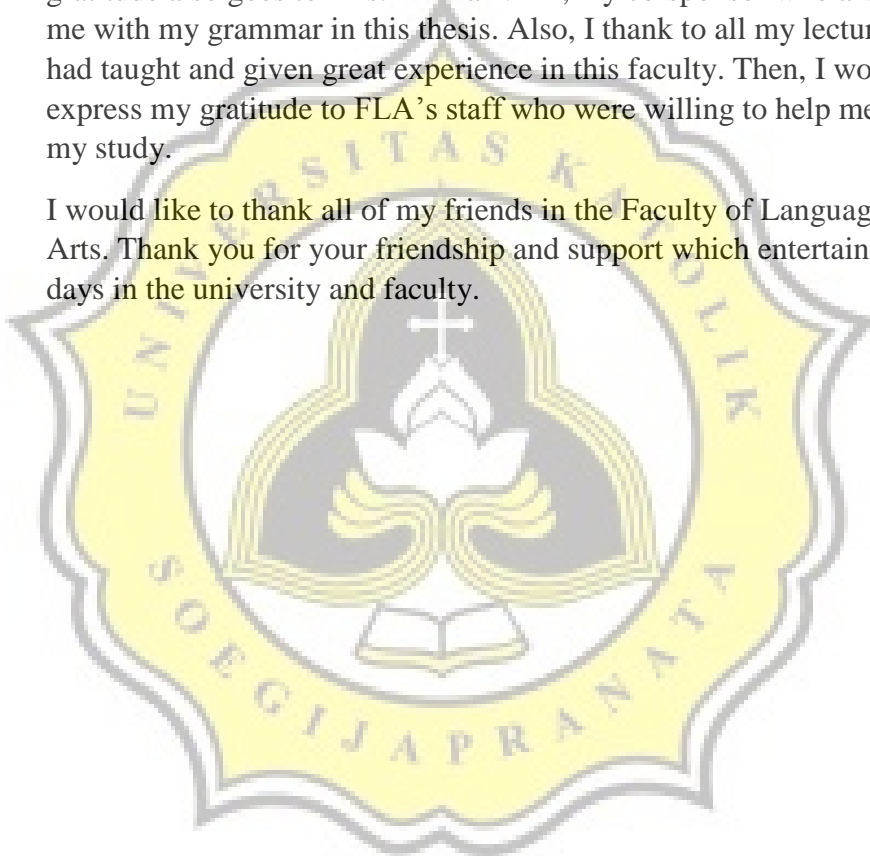 me with my grammar in this thesis. Also, I thank to all my lectur
had taught and given great experience in this faculty. Then, I wo
express my gratitude to FLA’s staff who were willing to help me
my study.
I would like to thank all of my friends in the Faculty of Languag
Arts. Thank you for your friendship and support which entertain
days in the university and faculty.
UNIVERSITAS KATOLIK
SOEGIJAPRANATA